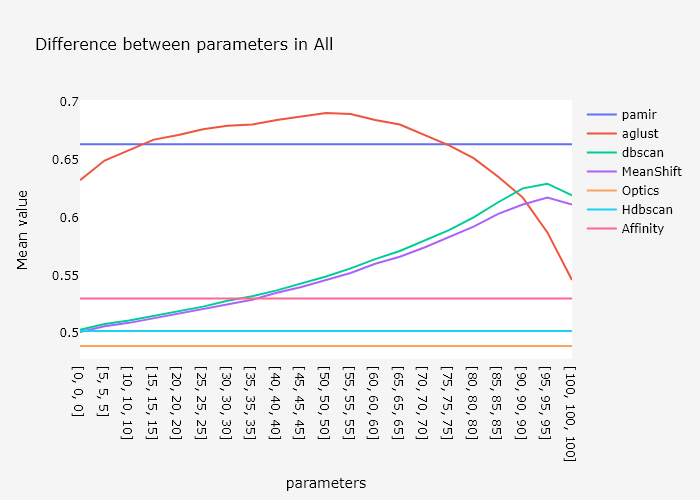 Difference between parameters in All
0.7
0.65
0.6
0.55
0.5
Mean value
[0, 0, 0]
[5, 5, 5]
[10, 10, 10]
[15, 15, 15]
[20, 20, 20]
[25, 25, 25]
[30, 30, 30]
[35, 35, 35]
[40, 40, 40]
[45, 45, 45]
[50, 50, 50]
[55, 55, 55]
[60, 60, 60]
[65, 65, 65]
[70, 70, 70]
[75, 75, 75]
[80, 80, 80]
[85, 85, 85]
[90, 90, 90]
[95, 95, 95]
[100, 100, 100]
parameters
pamir
aglust
dbscan
MeanShift
Optics
Hdbscan
Affinity